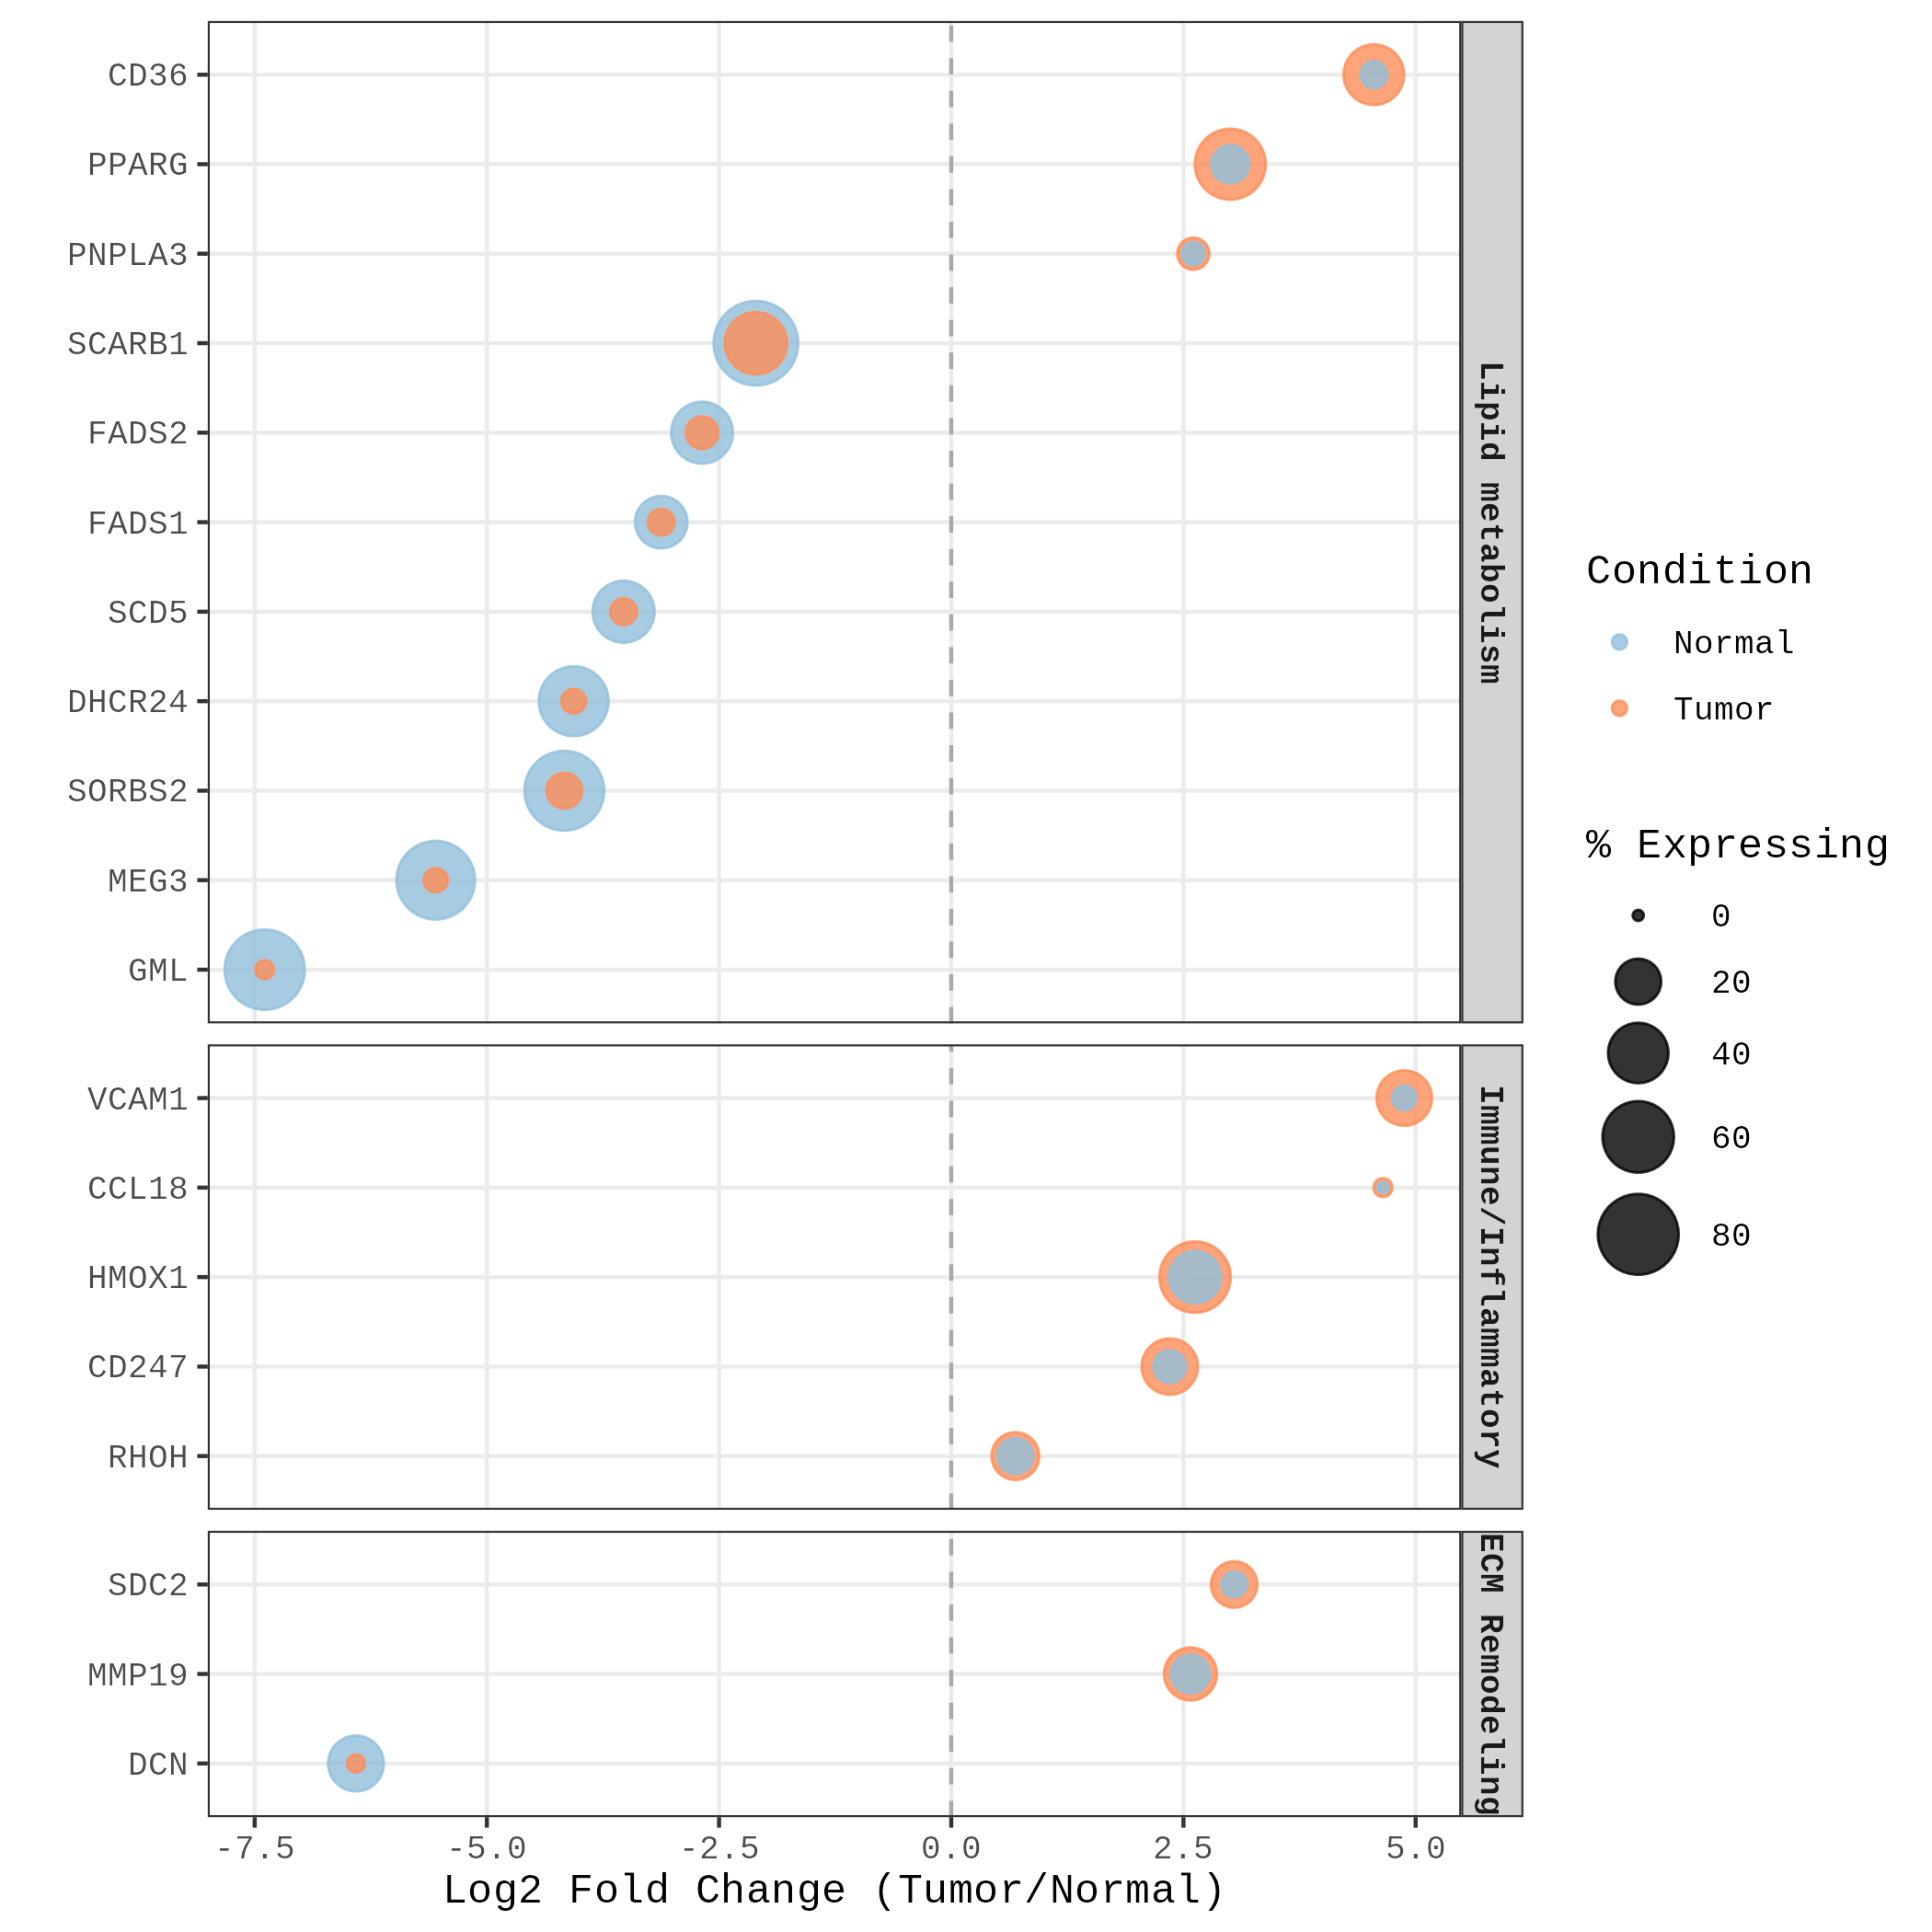 CD36
PPARG
PNPLA3
SCARB1
FADS2
FADS1
SCD5
DHCR24
SORBS2
MEG3
GML
Lipid metabolism
VCAM1
CCL18
HMOX1
CD247
RHOH
Immune/Inflammatory
SDC2
MMP19
DCN
ECM Remodeling
-7.5 -5.0 -2.5 0.0 2.5 5.0
Log2 Fold Change (Tumor/Normal)
Condition
Normal
Tumor
% Expressing
0
20
40
60
80